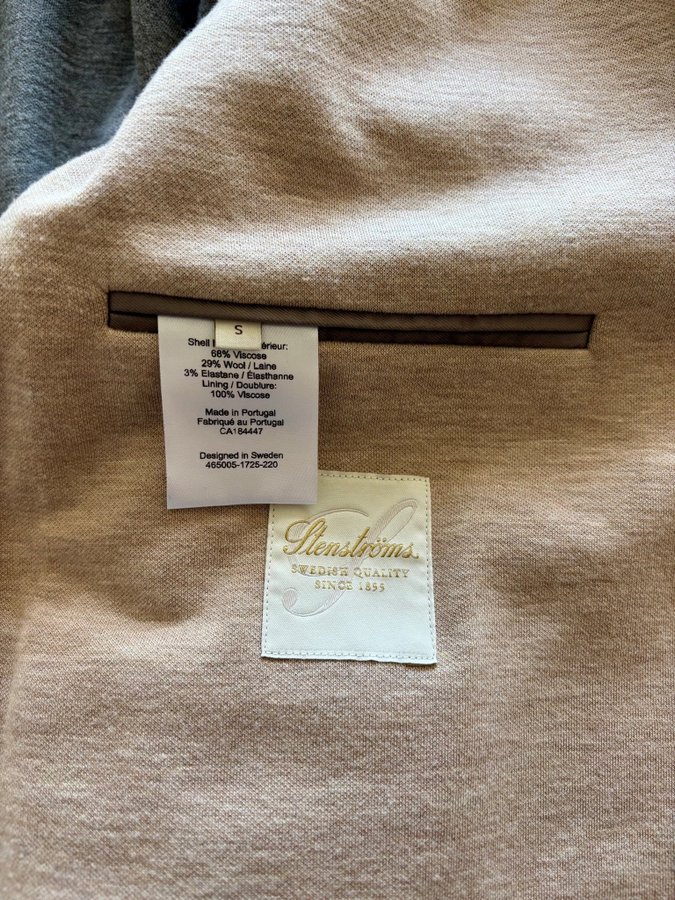 S
Shell érieur:
68% Viscose
29% Wool / Laine
3% Elastane / Élasthanne
Lining / Doublure:
100% Viscose
Made in Portugal
Fabriqué au Portugal
CA184447
Designed in Sweden
465005-1725-220
Stenströms.
SWEDISH QUALITY
SINCE 1899